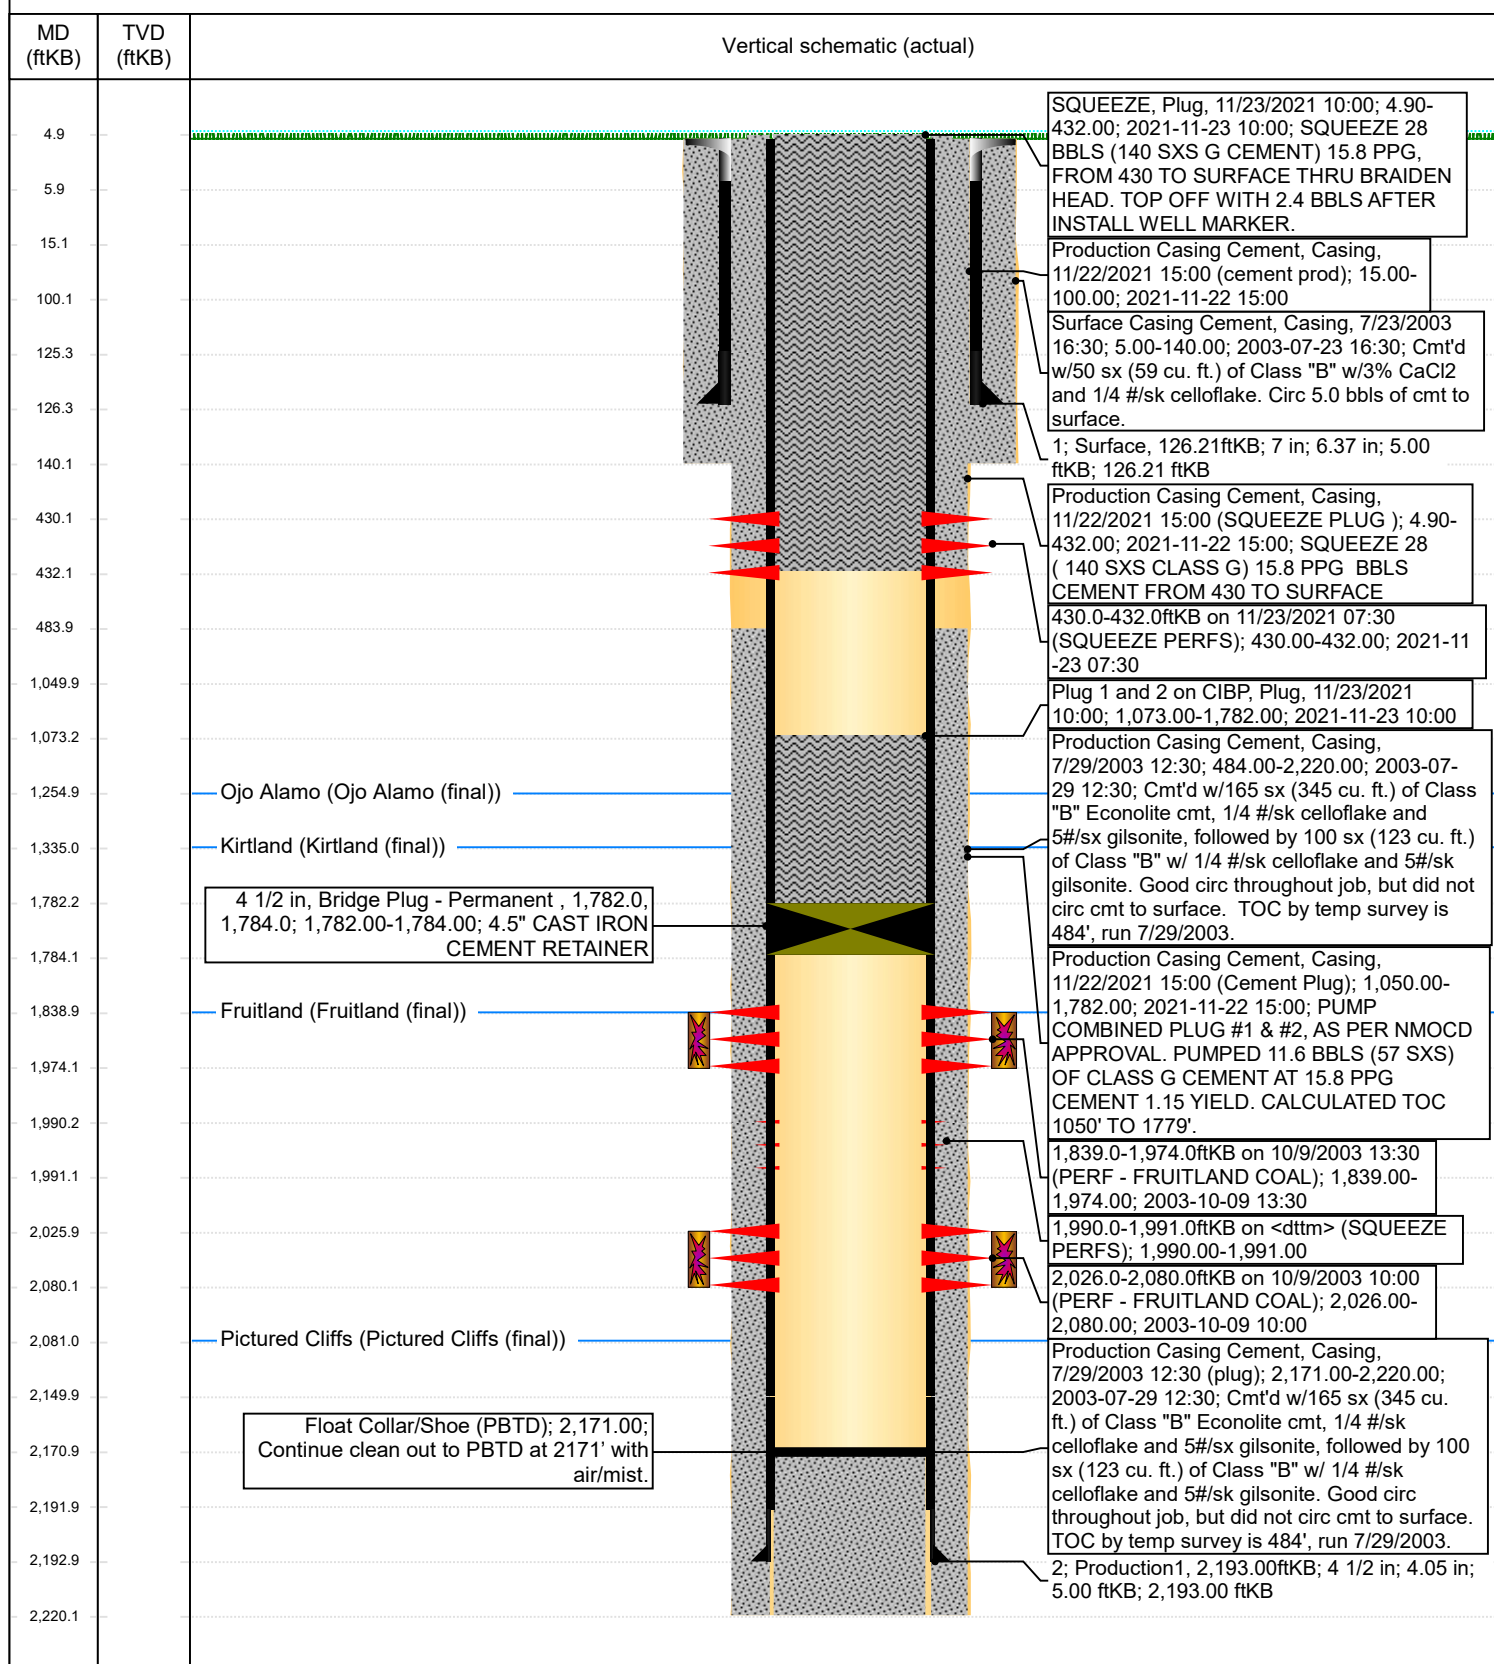 MD
(ftKB)
TVD
(ftKB)
Vertical schematic (actual)
4.9
5.9
15.1
100.1
125.3
126.3
140.1
430.1
432.1
483.9
1,049.9
1,073.2
1,254.9
1,335.0
1,782.2
1,784.1
1,838.9
1,974.1
1,990.2
1,991.1
2,025.9
2,080.1
2,081.0
2,149.9
2,170.9
2,191.9
2,192.9
2,220.1
Ojo Alamo (Ojo Alamo (final))
Kirtland (Kirtland (final))
4 1/2 in, Bridge Plug - Permanent , 1,782.0,
1,784.0; 1,782.00-1,784.00; 4.5" CAST IRON
CEMENT RETAINER
Fruitland (Fruitland (final))
Pictured Cliffs (Pictured Cliffs (final))
Float Collar/Shoe (PBTD); 2,171.00;
Continue clean out to PBTD at 2171’ with
air/mist.
SQUEEZE, Plug, 11/23/2021 10:00; 4.90-
432.00; 2021-11-23 10:00; SQUEEZE 28
BBLS (140 SXS G CEMENT) 15.8 PPG,
FROM 430 TO SURFACE THRU BRAIDEN
HEAD. TOP OFF WITH 2.4 BBLS AFTER
INSTALL WELL MARKER.
Production Casing Cement, Casing,
11/22/2021 15:00 (cement prod); 15.00-
100.00; 2021-11-22 15:00
Surface Casing Cement, Casing, 7/23/2003
16:30; 5.00-140.00; 2003-07-23 16:30; Cmt'd
w/50 sx (59 cu. ft.) of Class "B" w/3% CaCl2
and 1/4 #/sk celloflake. Circ 5.0 bbls of cmt to
surface.
1; Surface, 126.21ftKB; 7 in; 6.37 in; 5.00
ftKB; 126.21 ftKB
Production Casing Cement, Casing,
11/22/2021 15:00 (SQUEEZE PLUG ); 4.90-
432.00; 2021-11-22 15:00; SQUEEZE 28
( 140 SXS CLASS G) 15.8 PPG  BBLS
CEMENT FROM 430 TO SURFACE
430.0-432.0ftKB on 11/23/2021 07:30
(SQUEEZE PERFS); 430.00-432.00; 2021-11
-23 07:30
Plug 1 and 2 on CIBP, Plug, 11/23/2021
10:00; 1,073.00-1,782.00; 2021-11-23 10:00
Production Casing Cement, Casing,
7/29/2003 12:30; 484.00-2,220.00; 2003-07-
29 12:30; Cmt'd w/165 sx (345 cu. ft.) of Class
"B" Econolite cmt, 1/4 #/sk celloflake and
5#/sx gilsonite, followed by 100 sx (123 cu. ft.)
of Class "B" w/ 1/4 #/sk celloflake and 5#/sk
gilsonite. Good circ throughout job, but did not
circ cmt to surface.  TOC by temp survey is
484', run 7/29/2003.
Production Casing Cement, Casing,
11/22/2021 15:00 (Cement Plug); 1,050.00-
1,782.00; 2021-11-22 15:00; PUMP
COMBINED PLUG #1 & #2, AS PER NMOCD
APPROVAL. PUMPED 11.6 BBLS (57 SXS)
OF CLASS G CEMENT AT 15.8 PPG
CEMENT 1.15 YIELD. CALCULATED TOC
1050' TO 1779'.
1,839.0-1,974.0ftKB on 10/9/2003 13:30
(PERF - FRUITLAND COAL); 1,839.00-
1,974.00; 2003-10-09 13:30
1,990.0-1,991.0ftKB on <dttm> (SQUEEZE
PERFS); 1,990.00-1,991.00
2,026.0-2,080.0ftKB on 10/9/2003 10:00
(PERF - FRUITLAND COAL); 2,026.00-
2,080.00; 2003-10-09 10:00
Production Casing Cement, Casing,
7/29/2003 12:30 (plug); 2,171.00-2,220.00;
2003-07-29 12:30; Cmt'd w/165 sx (345 cu.
ft.) of Class "B" Econolite cmt, 1/4 #/sk
celloflake and 5#/sx gilsonite, followed by 100
sx (123 cu. ft.) of Class "B" w/ 1/4 #/sk
celloflake and 5#/sk gilsonite. Good circ
throughout job, but did not circ cmt to surface.
TOC by temp survey is 484', run 7/29/2003.
2; Production1, 2,193.00ftKB; 4 1/2 in; 4.05 in;
5.00 ftKB; 2,193.00 ftKB